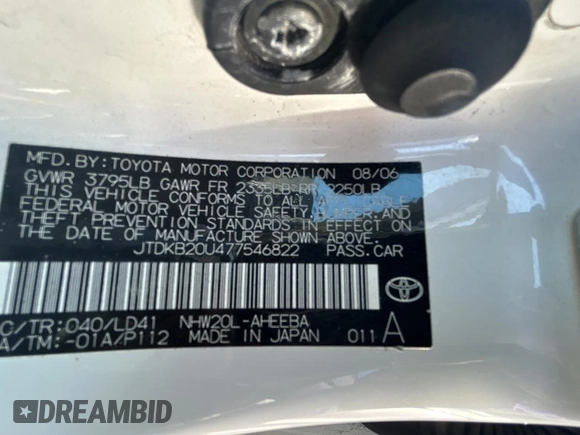 MFD. BY: TOYOTA MOTOR CORPORATION 08/06
GVWR 3795LB GAWR FR 2335LB RR 2250LB
THIS VEHICLE CONFORMS TO ALL APPLICABLE
FEDERAL MOTOR VEHICLE SAFETY, BUMPER, AND
THEFT PREVENTION STANDARDS IN EFFECT ON THE
DATE OF MANUFACTURE SHOWN ABOVE.
JTDKB20U477546822 PASS. CAR
C/TR: 040/LD41 NHW20L-AHEEBA
A/TM: -01A/P112 MADE IN JAPAN 011 A
DREAMBID